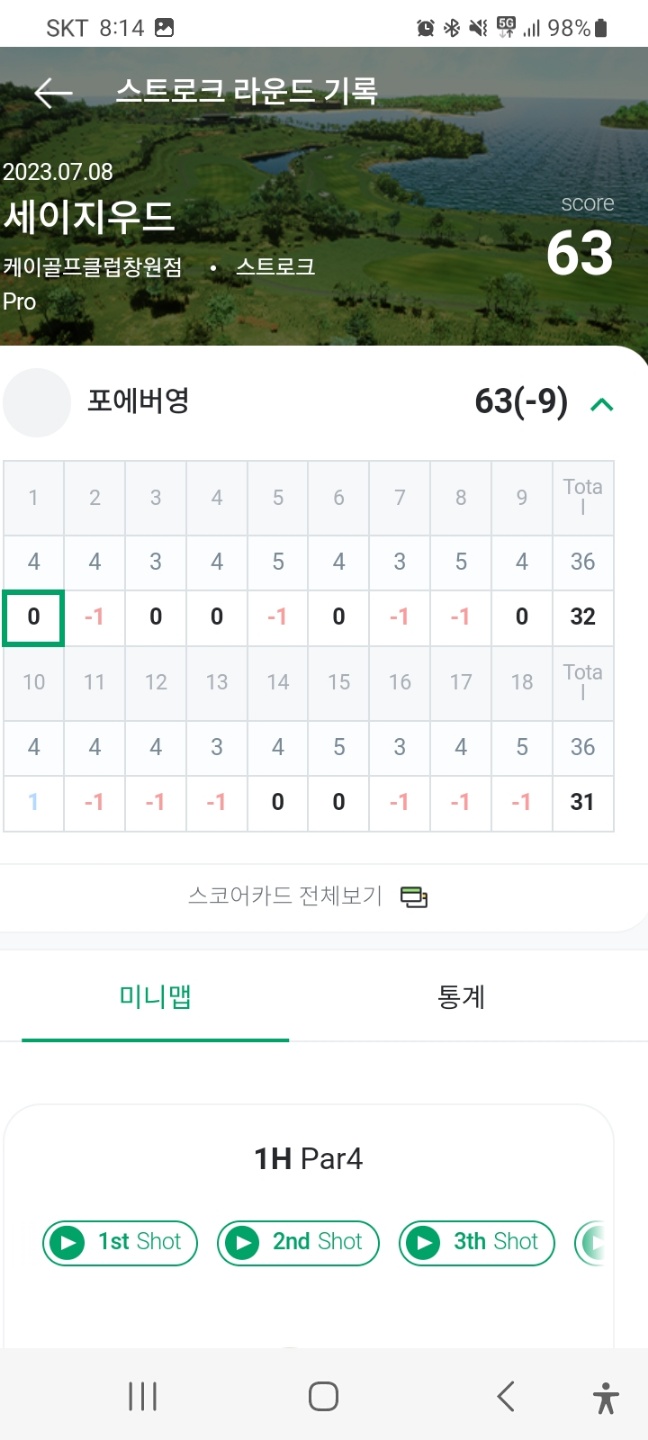 SKT 8:14 5G 98%
스트로크 라운드 기록
2023.07.08
세이지우드
score
63
케이골프클럽창원점 • 스트로크
Pro
포에버영 63(-9)
1 2 3 4 5 6 7 8 9 Tota
l
4 4 3 4 5 4 3 5 4 36
0 -1 0 0 -1 0 -1 -1 0 32
10 11 12 13 14 15 16 17 18 Tota
l
4 4 4 3 4 5 3 4 5 36
1 -1 -1 -1 0 0 -1 -1 -1 31
스코어카드 전체보기
미니맵 통계
1H Par4
1st Shot 2nd Shot 3th Shot